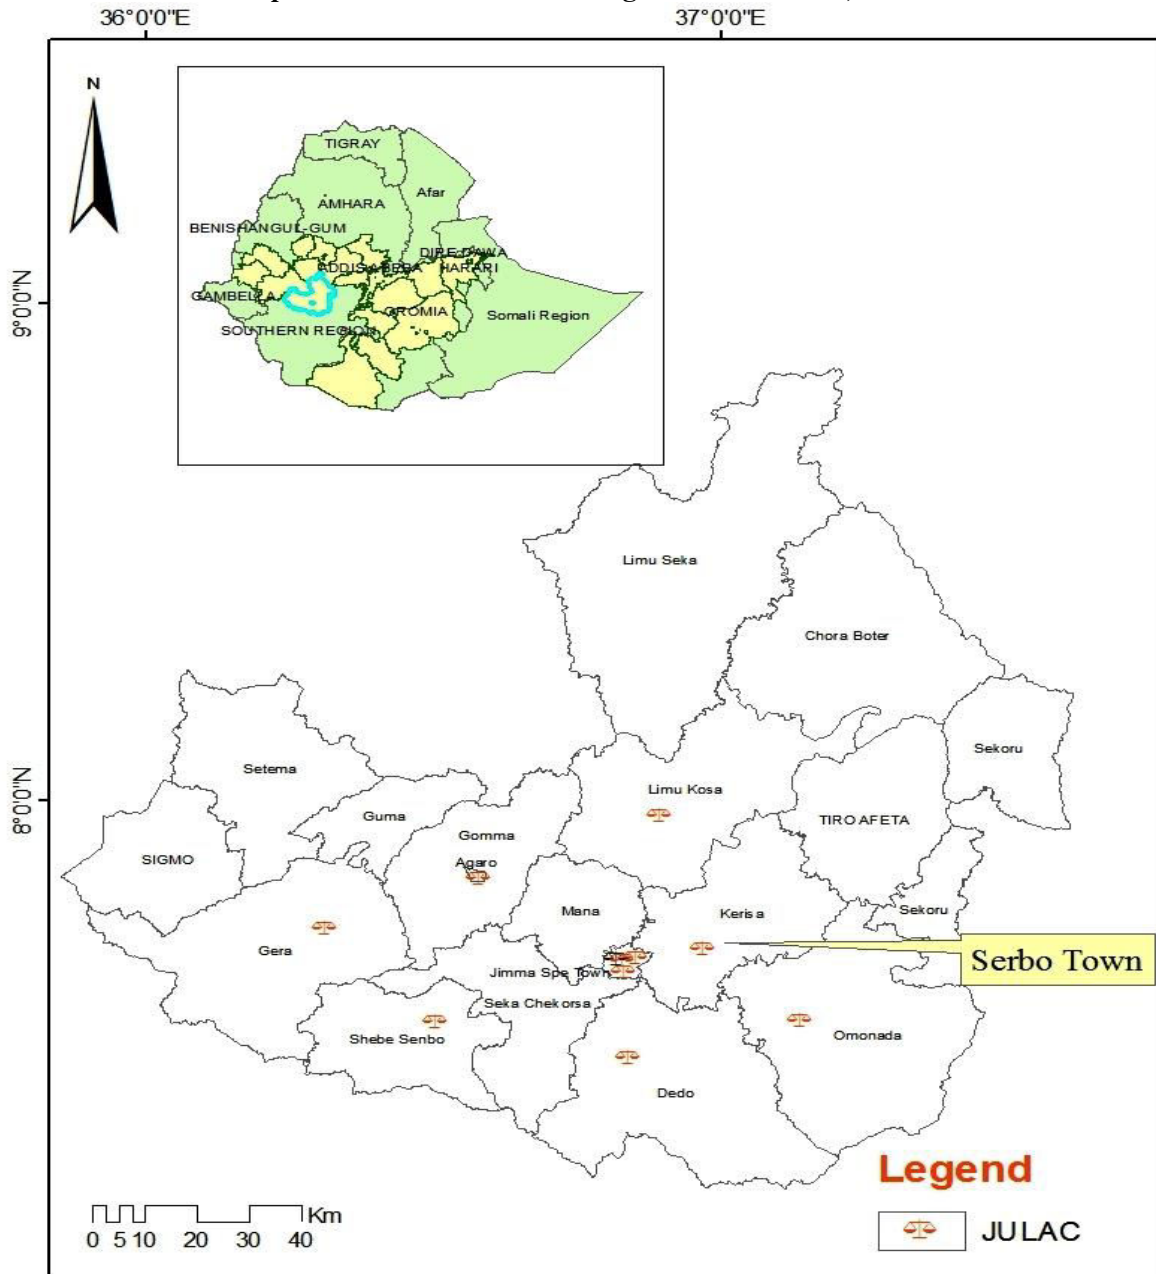 36°0'0"E
37°0'0"E
N
TIGRAY
Afar
AMHARA
BENISHANGUL-GUM
DIRE DAWA
ADDIS ABEBA
HARARI
GAMBELLA
OROMIA
Somali Region
SOUTHERN REGION
9°0'0"N
Limu Seka
Chora Boter
Sekoru
Setema
Limu Kosa
8°0'0"N
Guma
TIRO AFETA
Gomma
SIGMO
Agaro
Mana
Kerisa
Sekoru
Gera
Serbo Town
Jimma Spe Town
Seka Chekorsa
Shebe Senbo
Omonada
Dedo
Legend
JULAC
Km
0 5 10 20 30 40